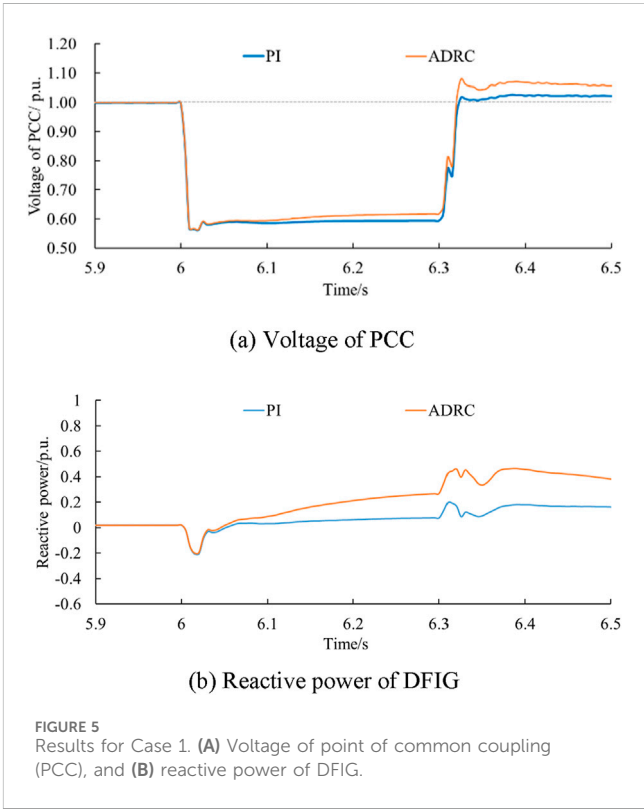 PI ADRC
1.20
1.10
1.00
0.90
0.80
0.70
0.60
0.50
Voltage of PCC/ p.u.
5.9 6 6.1 6.2 6.3 6.4 6.5
Time/s
(a) Voltage of PCC
PI ADRC
1
0.8
0.6
0.4
0.2
0
-0.2
-0.4
-0.6
Reactive power/p.u.
5.9 6 6.1 6.2 6.3 6.4 6.5
Time/s
(b) Reactive power of DFIG
FIGURE 5
Results for Case 1. (A) Voltage of point of common coupling
(PCC), and (B) reactive power of DFIG.